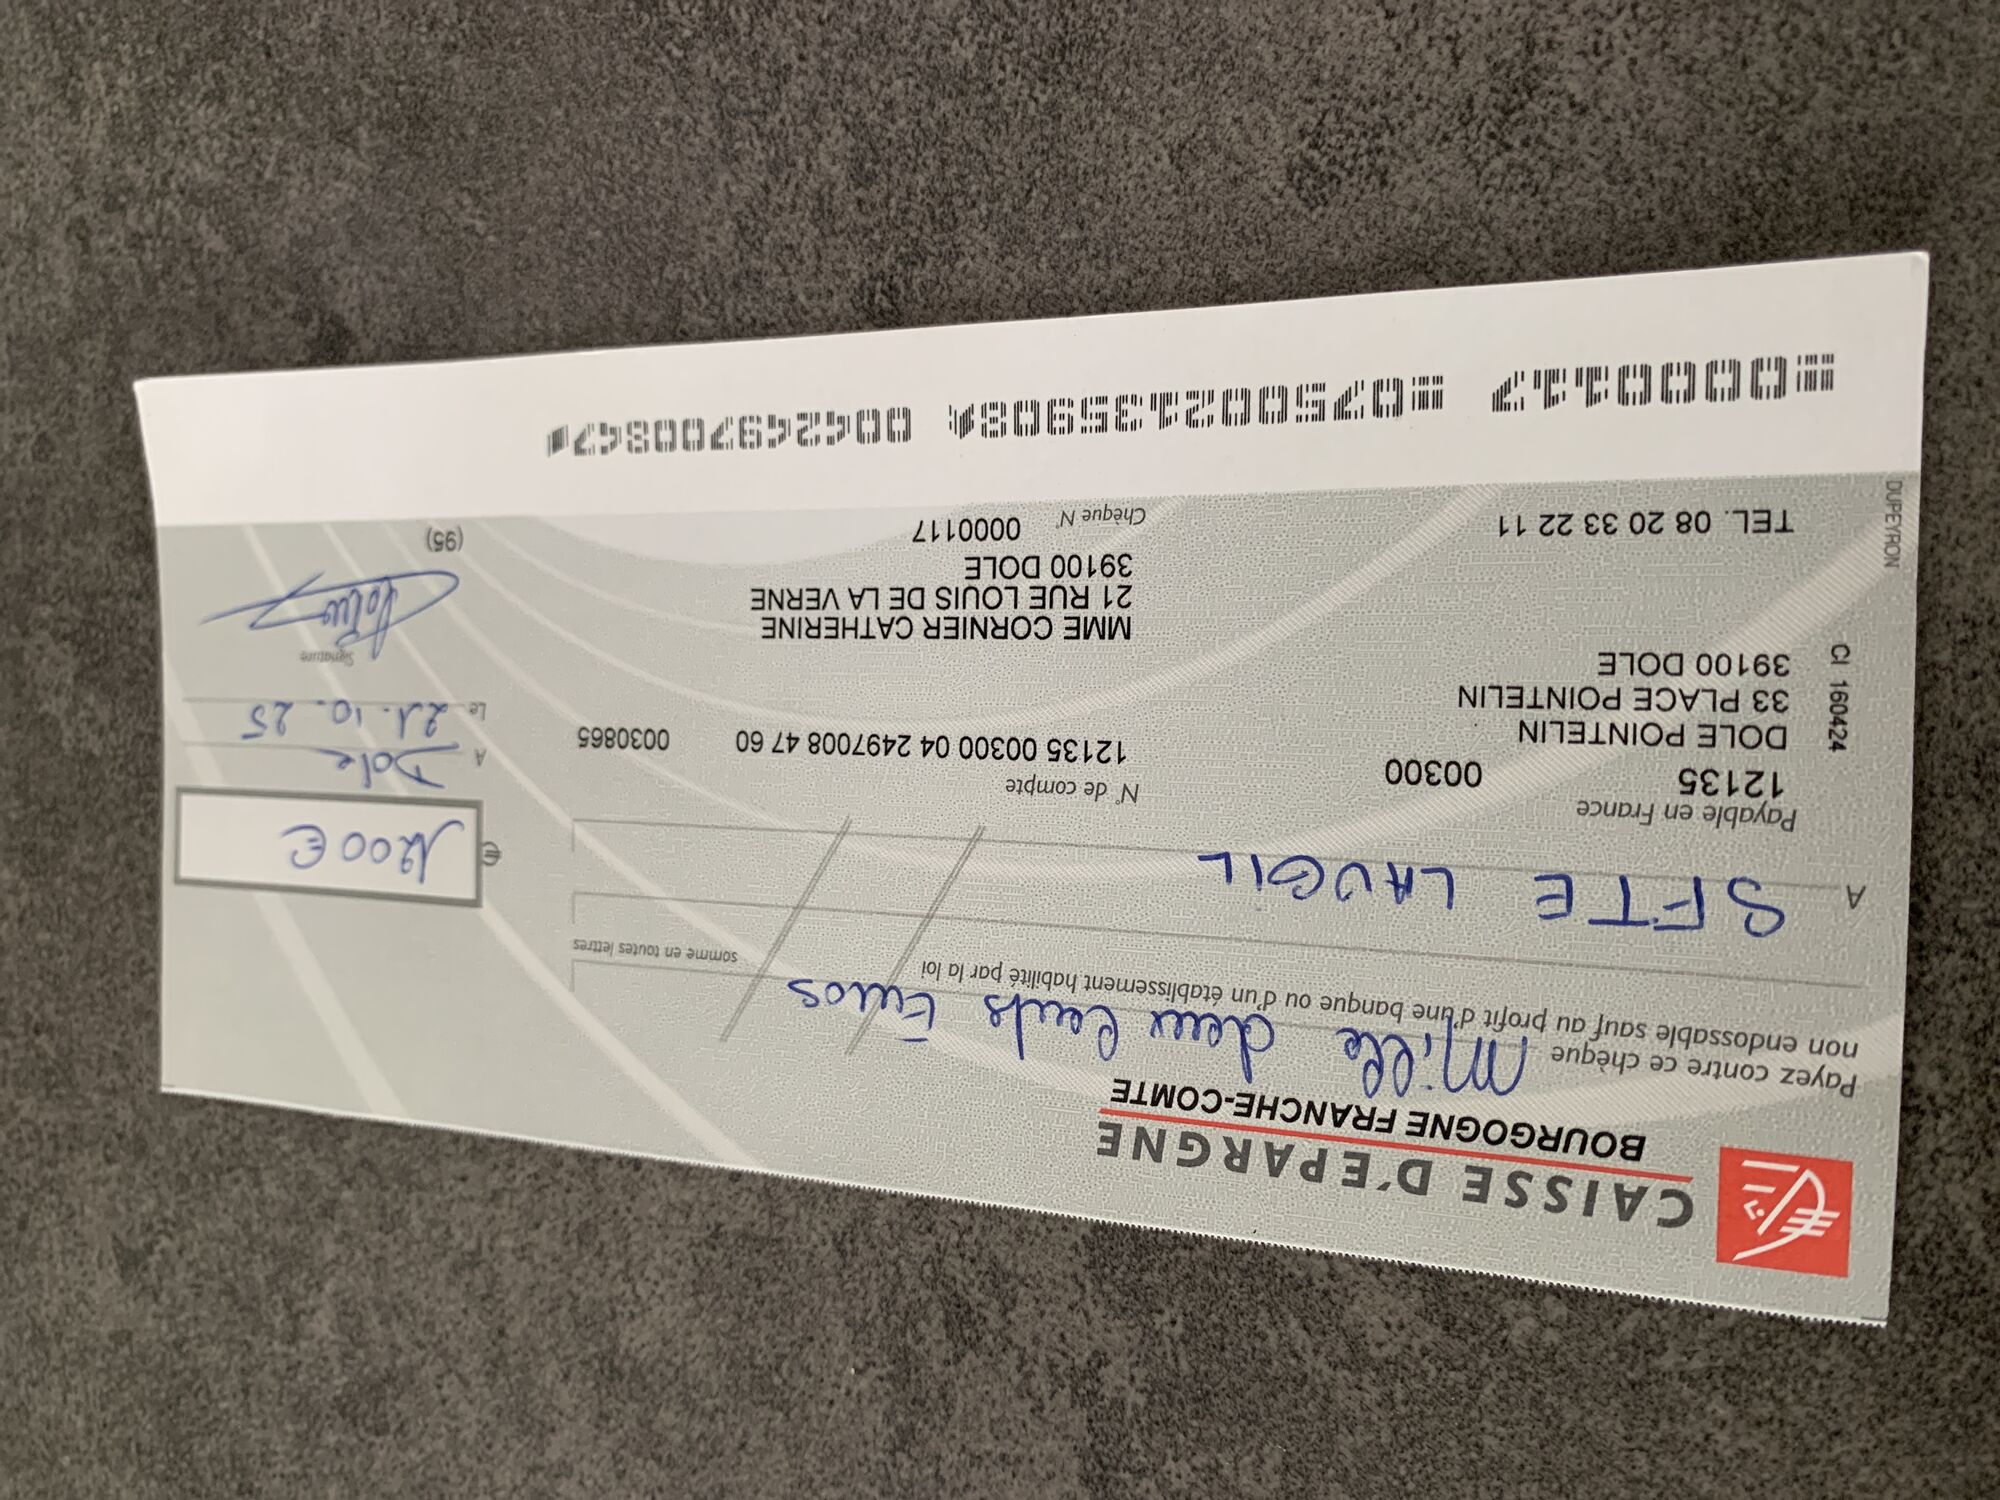 CAISSE D'EPARGNE
BOURGOGNE FRANCHE-COMTE
Payez contre ce chèque Mille deux Cents Euros
non endossable sauf au profit d'une banque ou d'un établissement habilité par la loi
somme en toutes lettres
A SFTE LAUGIL
€ 1200 €
Payable en France
12135 00300
DOLE POINTELIN
33 PLACE POINTELIN
39100 DOLE
TEL. 08 20 33 22 11
CI 160424
DUPEYRON
N° de compte
12135 00300 04 2497008 47 60 0030865
MME CORNIER CATHERINE
21 RUE LOUIS DE LA VERNE
39100 DOLE
Chèque N° 0000117
A Dole
Le 21.10.25
Signature
(95)
0000117 075002135908 004249700847